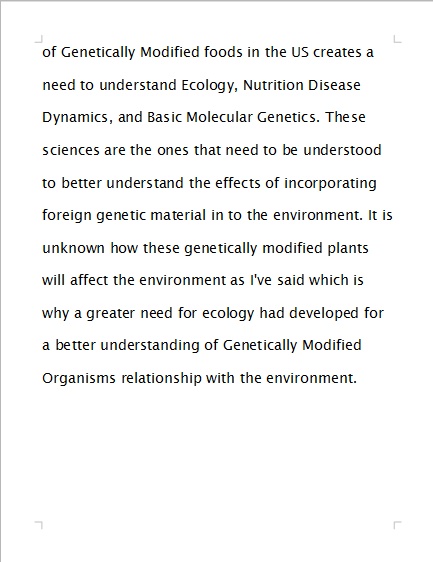 of Genetically Modified foods in the US creates a
need to understand Ecology, Nutrition Disease
Dynamics, and Basic Molecular Genetics. These
sciences are the ones that need to be understood
to better understand the effects of incorporating
foreign genetic material in to the environment. It is
unknown how these genetically modified plants
will affect the environment as I've said which is
why a greater need for ecology had developed for
a better understanding of Genetically Modified
Organisms relationship with the environment.